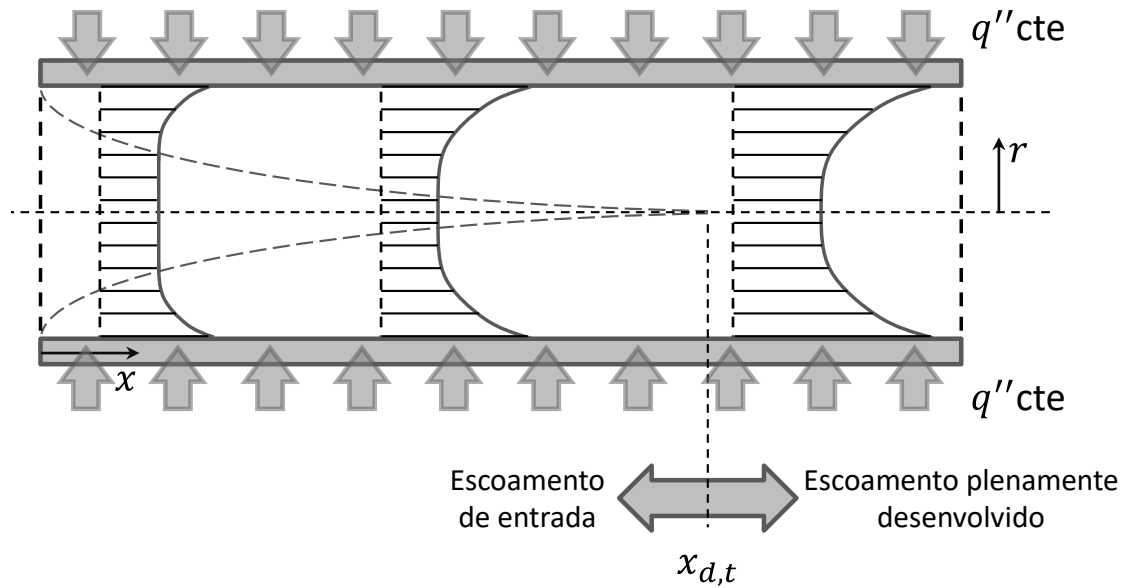 q''cte
r
x
q''cte
Escoamento
de entrada
Escoamento plenamente
desenvolvido
x_{d,t}